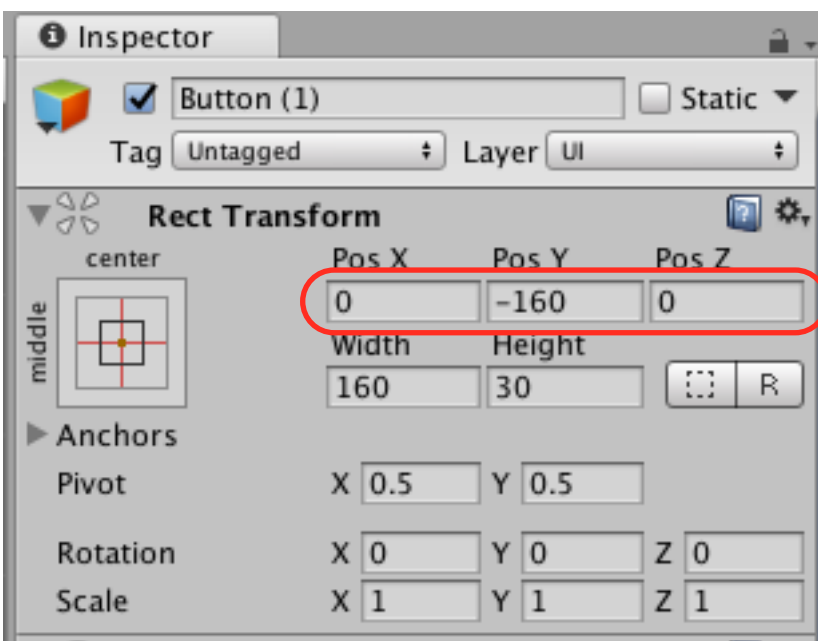 Inspector
Button (1) Static
Tag Untagged Layer UI
Rect Transform
center Pos X Pos Y Pos Z
middle 0 -160 0
Width Height
160 30 R
Anchors
Pivot X 0.5 Y 0.5
Rotation X 0 Y 0 Z 0
Scale X 1 Y 1 Z 1